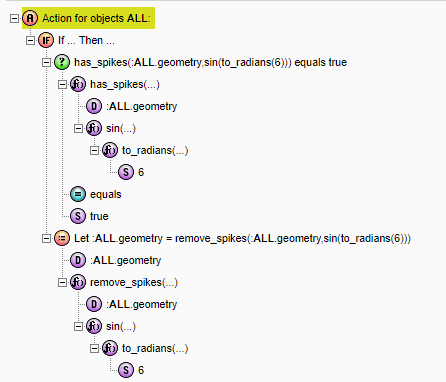 A Action for objects ALL:
IF If ... Then ...
? has_spikes(:ALL.geometry,sin(to_radians(6))) equals true
f() has_spikes(...)
D :ALL.geometry
f() sin(...)
f() to_radians(...)
S 6
= equals
S true
:= Let :ALL.geometry = remove_spikes(:ALL.geometry,sin(to_radians(6)))
D :ALL.geometry
f() remove_spikes(...)
D :ALL.geometry
f() sin(...)
f() to_radians(...)
S 6